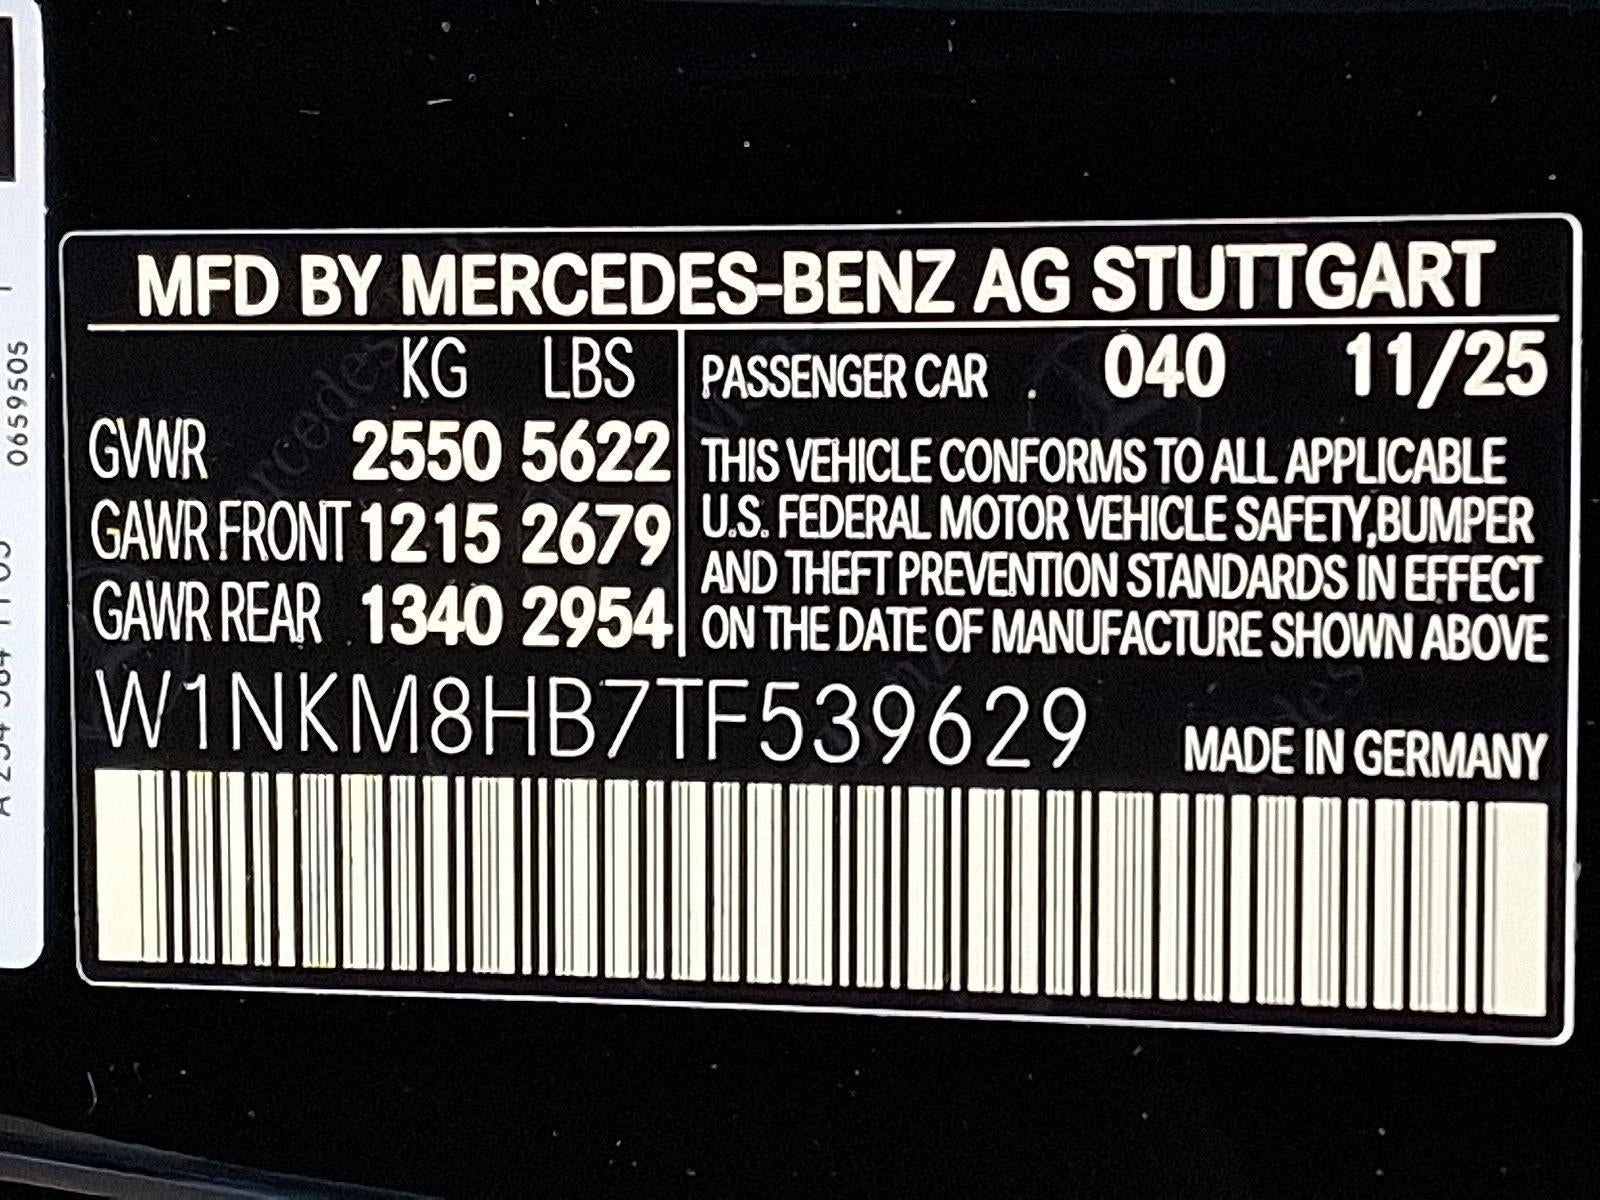 MFD BY MERCEDES-BENZ AG STUTTGART
KG LBS
GVWR 2550 5622
GAWR FRONT 1215 2679
GAWR REAR 1340 2954
PASSENGER CAR 040 11/25
THIS VEHICLE CONFORMS TO ALL APPLICABLE
U.S. FEDERAL MOTOR VEHICLE SAFETY,BUMPER
AND THEFT PREVENTION STANDARDS IN EFFECT
ON THE DATE OF MANUFACTURE SHOWN ABOVE
W1NKM8HB7TF539629
MADE IN GERMANY
0659505